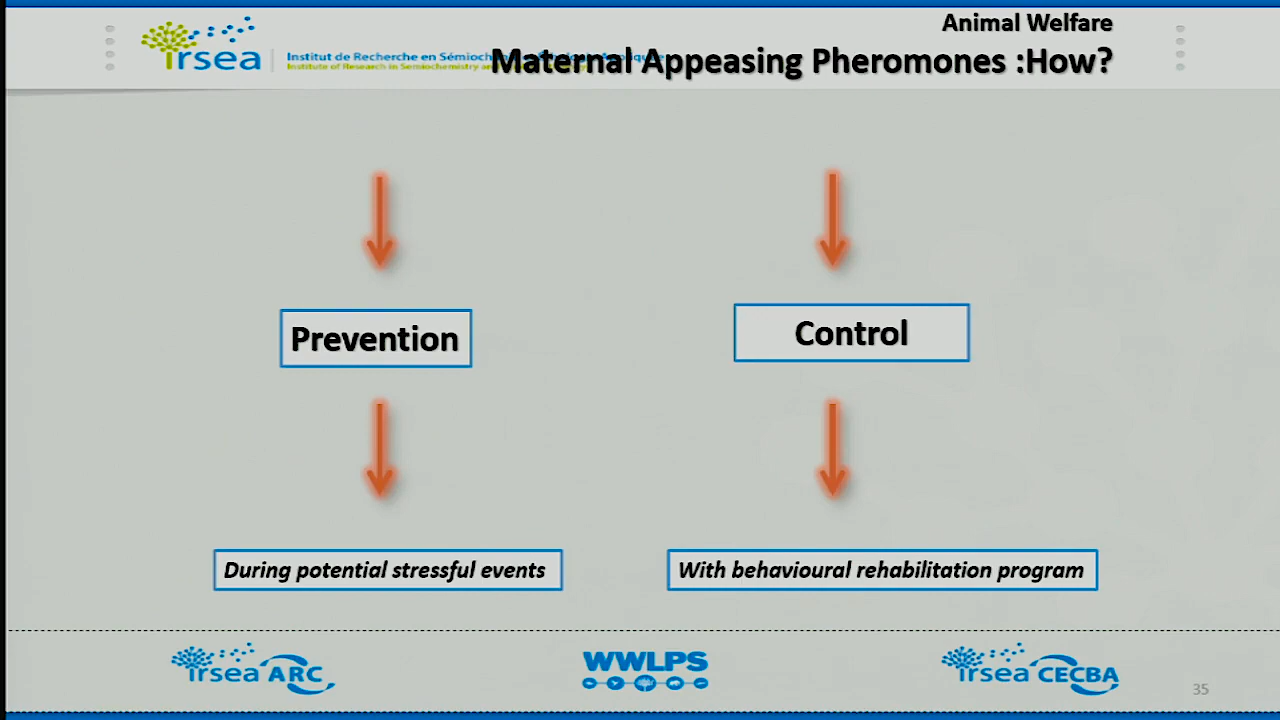 Animal Welfare
irsea
Institut de Recherche en Sémioch
Institute of Research in Semiochemistry
Maternal Appeasing Pheromones :How?
Prevention
Control
During potential stressful events
With behavioural rehabilitation program
irsea ARC
WWLPS
irsea CECBA
35